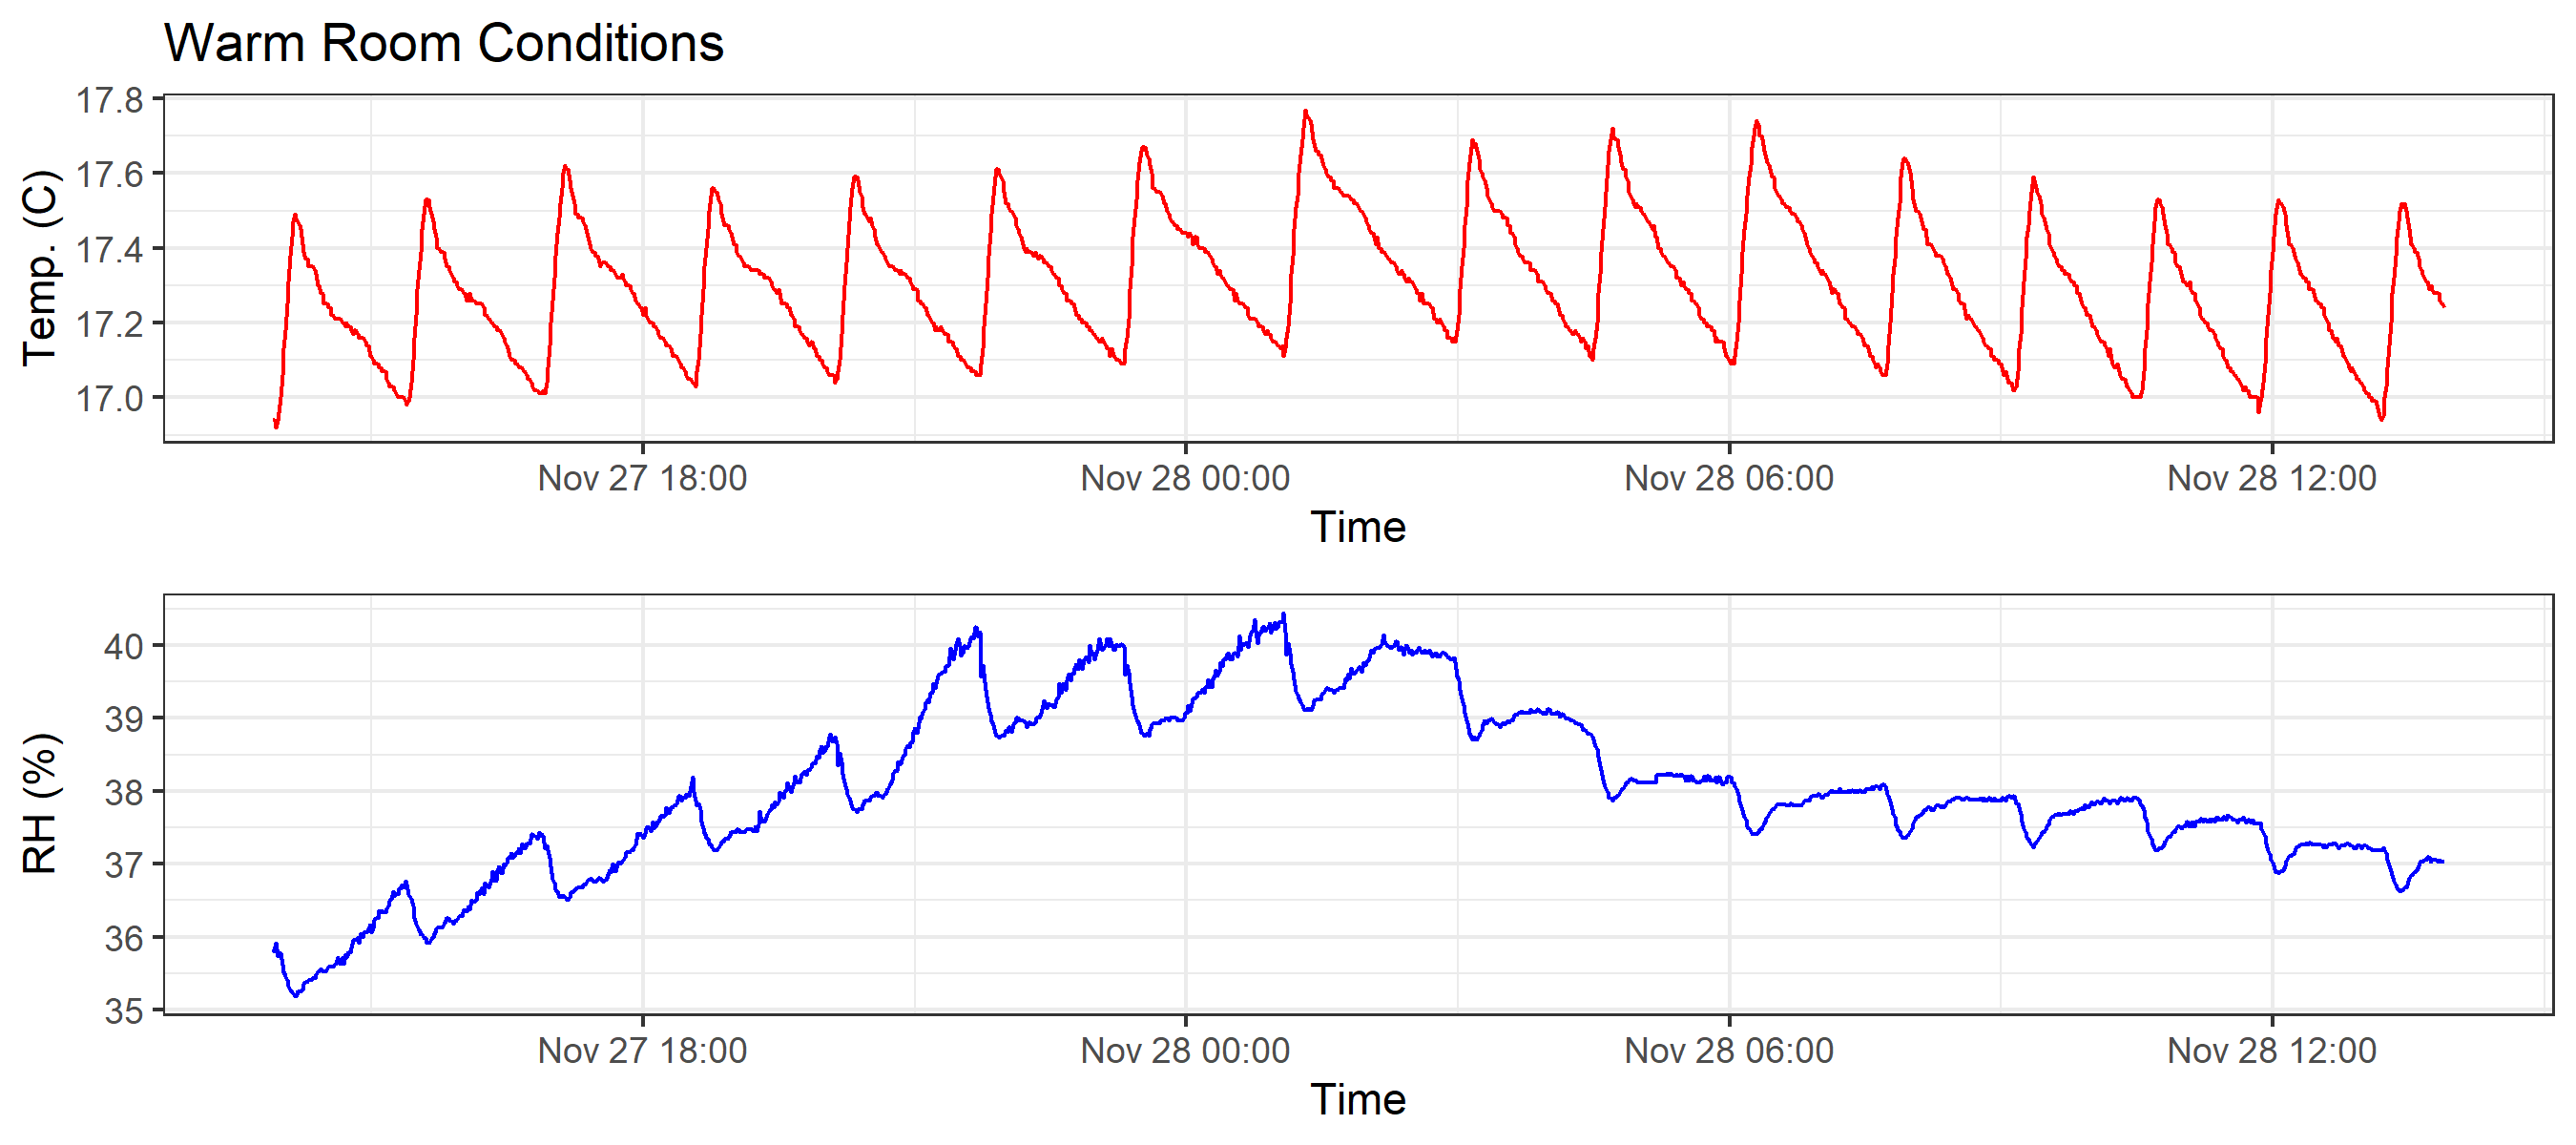 Warm Room Conditions
17.8
17.6
17.4
17.2
17.0
Temp. (C)
Nov 27 18:00 Nov 28 00:00 Nov 28 06:00 Nov 28 12:00
Time
40
39
38
37
36
35
RH (%)
Nov 27 18:00 Nov 28 00:00 Nov 28 06:00 Nov 28 12:00
Time